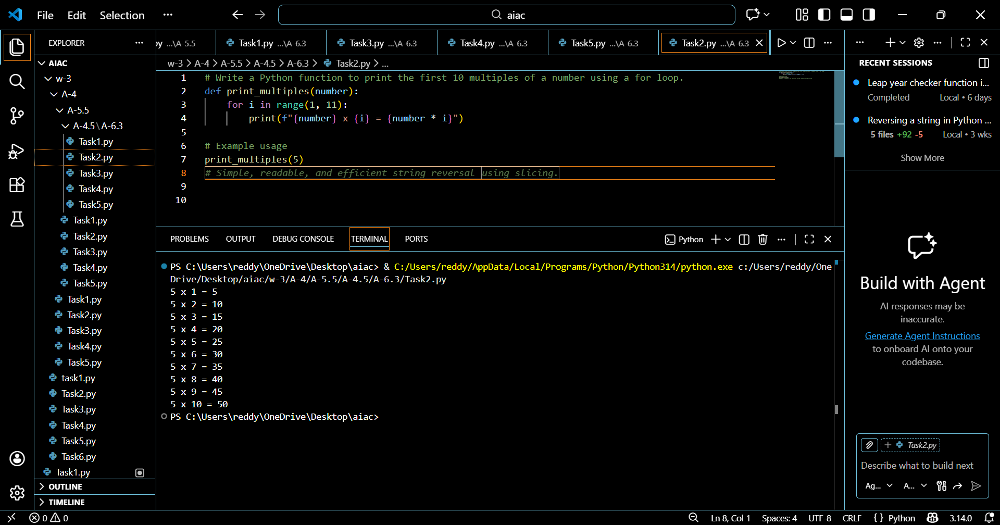 File Edit Selection ···
aiac
EXPLORER ···
AIAC
w-3
A-4
A-5.5
A-4.5\A-6.3
Task1.py
Task2.py
Task3.py
Task4.py
Task5.py
Task1.py
Task2.py
Task3.py
Task4.py
Task5.py
Task1.py
Task2.py
Task3.py
Task4.py
Task5.py
task1.py
Task2.py
Task3.py
Task4.py
Task5.py
Task6.py
Task1.py
OUTLINE
TIMELINE
py ...\A-5.5 Task1.py ...\A-6.3 Task3.py ...\A-6.3 Task4.py ...\A-6.3 Task5.py ...\A-6.3 Task2.py ...\A-6.3
w-3 > A-4 > A-5.5 > A-4.5 > A-6.3 > Task2.py > ...
1 # Write a Python function to print the first 10 multiples of a number using a for loop.
2 def print_multiples(number):
3 for i in range(1, 11):
4 print(f"{number} x {i} = {number * i}")
5
6 # Example usage
7 print_multiples(5)
8 # Simple, readable, and efficient string reversal using slicing.
9
10
PROBLEMS OUTPUT DEBUG CONSOLE TERMINAL PORTS Python
PS C:\Users\reddy\OneDrive\Desktop\aiac> & C:/Users/reddy/AppData/Local/Programs/Python/Python314/python.exe c:/Users/reddy/One
Drive/Desktop/aiac/w-3/A-4/A-5.5/A-4.5/A-6.3/Task2.py
5 x 1 = 5
5 x 2 = 10
5 x 3 = 15
5 x 4 = 20
5 x 5 = 25
5 x 6 = 30
5 x 7 = 35
5 x 8 = 40
5 x 9 = 45
5 x 10 = 50
PS C:\Users\reddy\OneDrive\Desktop\aiac>
RECENT SESSIONS
Leap year checker function i...
Completed Local • 6 days
Reversing a string in Python ...
5 files +92 -5 Local • 3 wks
Show More
Build with Agent
AI responses may be
inaccurate.
Generate Agent Instructions
to onboard AI onto your
codebase.
Task2.py
Describe what to build next
Ag... A...
0 0 Ln 8, Col 1 Spaces: 4 UTF-8 CRLF { } Python 3.14.0